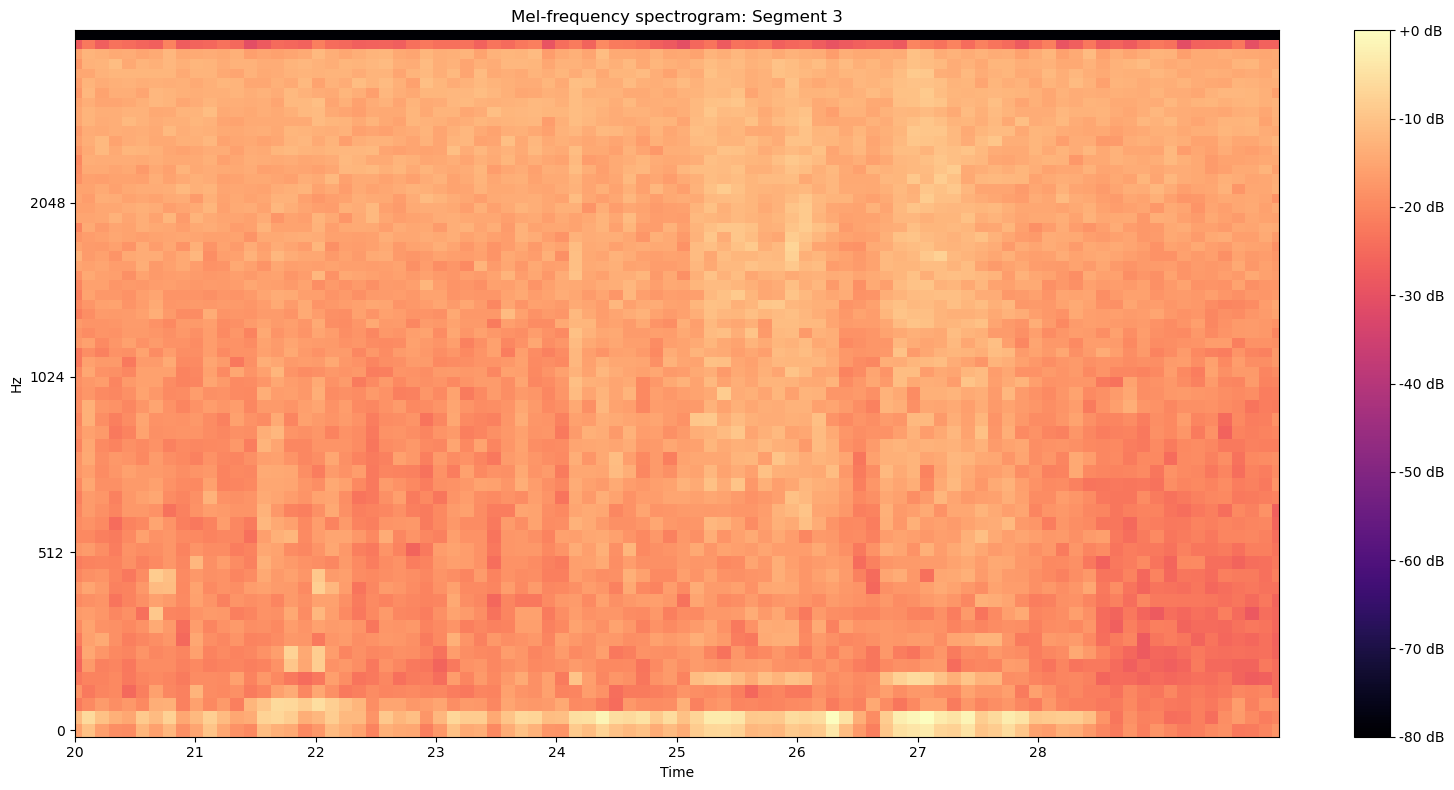 Mel-frequency spectrogram: Segment 3
+0 dB
-10 dB
-20 dB
-30 dB
-40 dB
-50 dB
-60 dB
-70 dB
-80 dB
Hz
2048
1024
512
0
20 21 22 23 24 25 26 27 28
Time